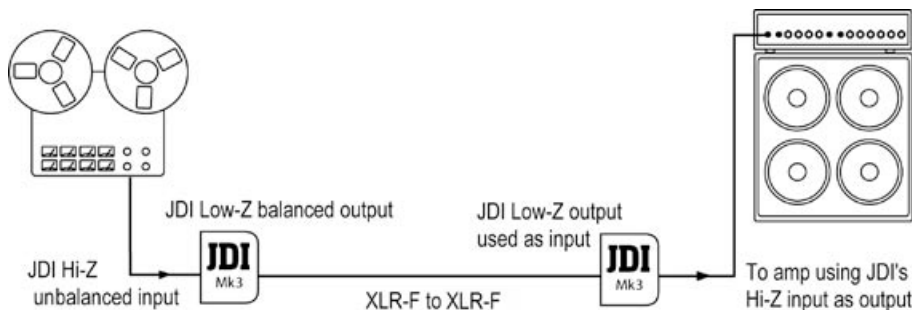 JDI Low-Z balanced output
JDI Hi-Z
unbalanced input
JDI
Mk3
XLR-F to XLR-F
JDI Low-Z output
used as input
JDI
Mk3
To amp using JDI's
Hi-Z input as output